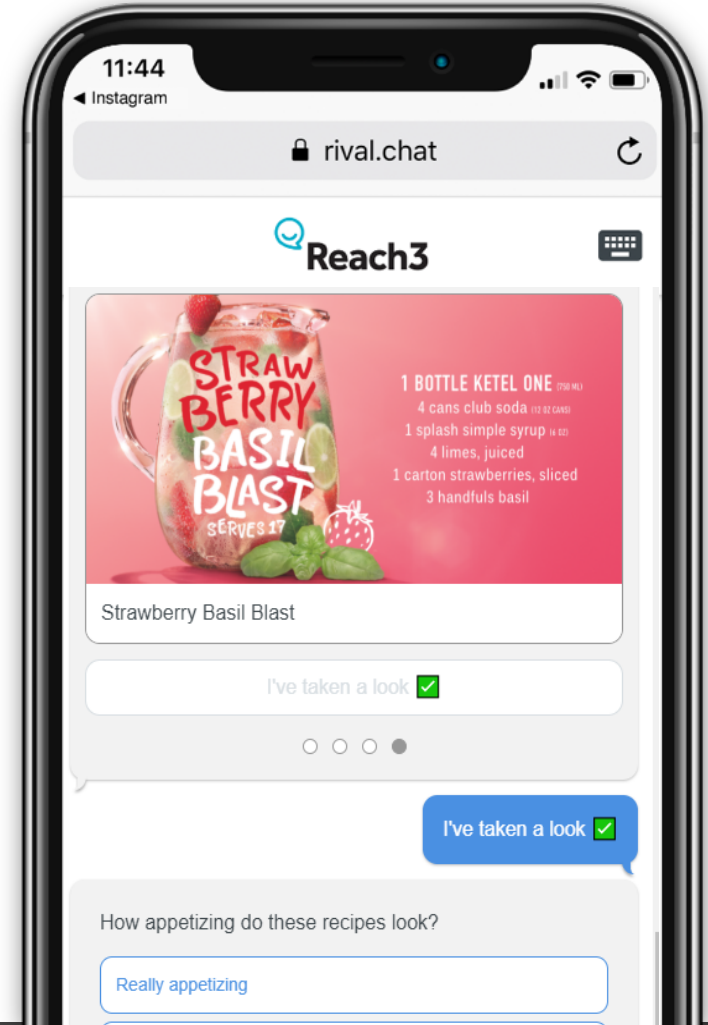 11:44
◀ Instagram
rival.chat
Reach3
STRAW
BERRY
BASIL
BLAST
SERVES 17
1 BOTTLE KETEL ONE (750 ML)
4 cans club soda (12 OZ CANS)
1 splash simple syrup (6 OZ)
4 limes, juiced
1 carton strawberries, sliced
3 handfuls basil
Strawberry Basil Blast
I've taken a look ✅
I've taken a look ✅
How appetizing do these recipes look?
Really appetizing